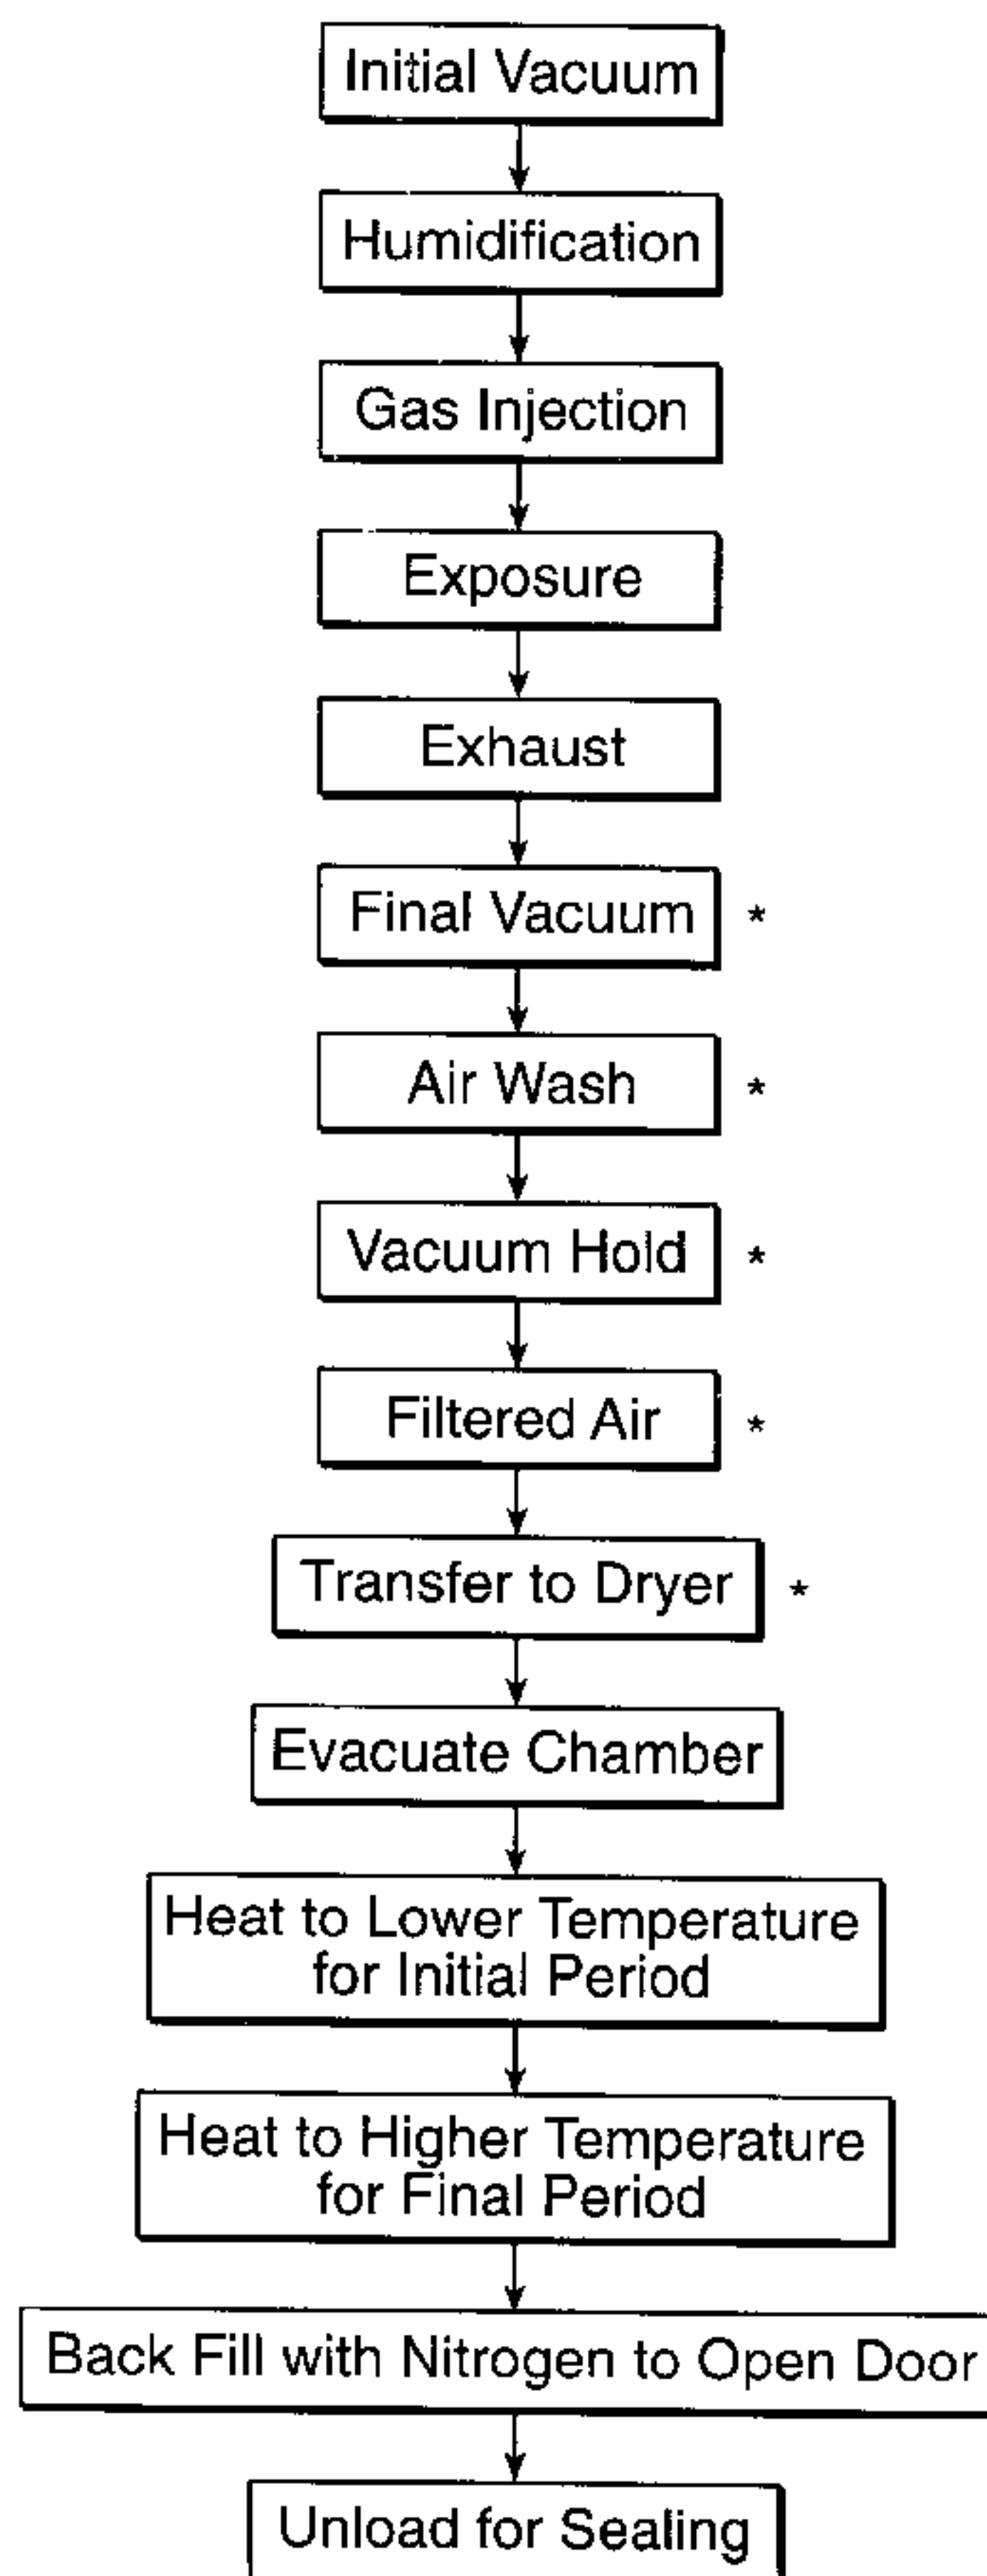 Initial Vacuum
Humidification
Gas Injection
Exposure
Exhaust
Final Vacuum *
Air Wash *
Vacuum Hold *
Filtered Air *
Transfer to Dryer *
Evacuate Chamber
Heat to Lower Temperature
for Initial Period
Heat to Higher Temperature
for Final Period
Back Fill with Nitrogen to Open Door
Unload for Sealing